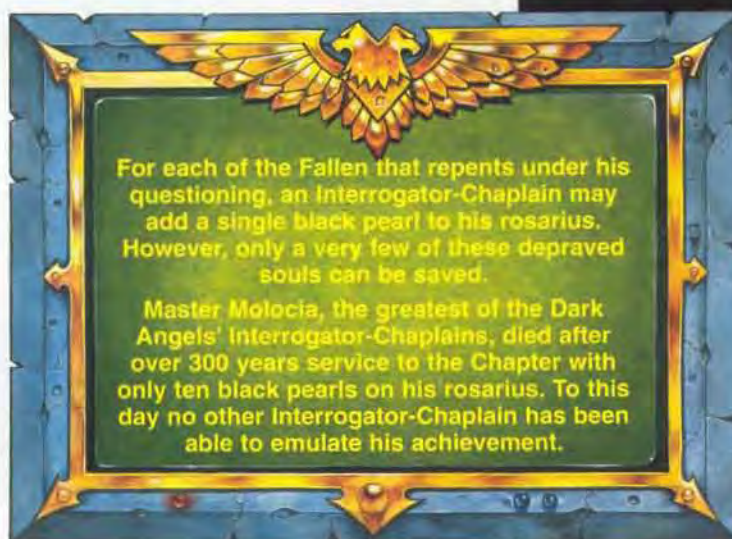 For each of the Fallen that repents under his
questioning, an Interrogator-Chaplain may
add a single black pearl to his rosarius.
However, only a very few of these depraved
souls can be saved.
Master Molocia, the greatest of the Dark
Angels' Interrogator-Chaplains, died after
over 300 years service to the Chapter with
only ten black pearls on his rosarius. To this
day no other Interrogator-Chaplain has been
able to emulate his achievement.